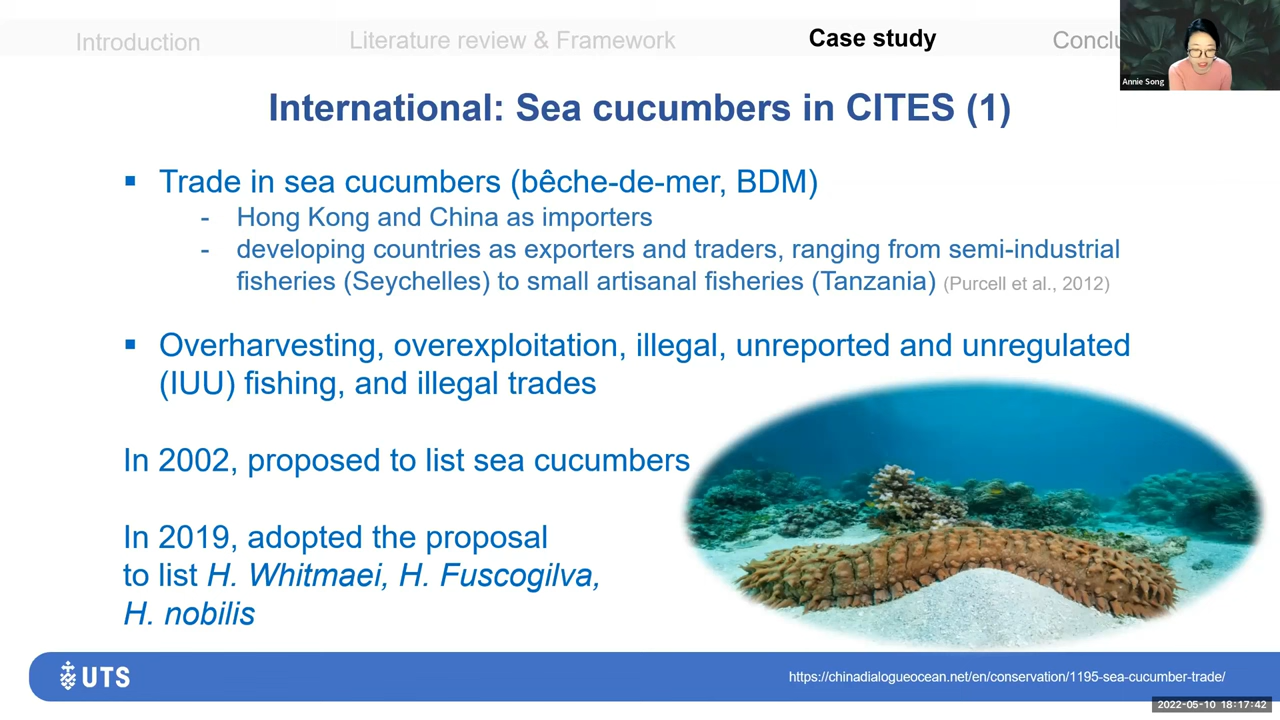 Introduction
Literature review & Framework
Case study
Conclu
Annie Song
International: Sea cucumbers in CITES (1)
▪ Trade in sea cucumbers (bêche-de-mer, BDM)
- Hong Kong and China as importers
- developing countries as exporters and traders, ranging from semi-industrial
fisheries (Seychelles) to small artisanal fisheries (Tanzania) (Purcell et al., 2012)
▪ Overharvesting, overexploitation, illegal, unreported and unregulated
(IUU) fishing, and illegal trades
In 2002, proposed to list sea cucumbers
In 2019, adopted the proposal
to list H. Whitmaei, H. Fuscogilva,
H. nobilis
UTS
https://chinadialogueocean.net/en/conservation/1195-sea-cucumber-trade/
2022-05-10 18:17:42